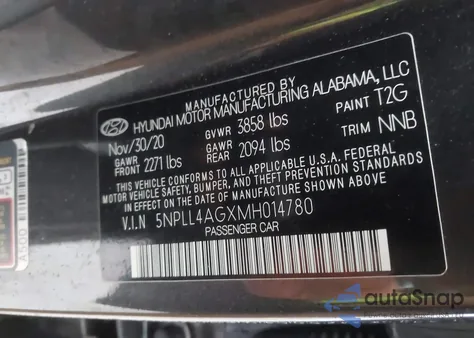 MANUFACTURED BY
HYUNDAI MOTOR MANUFACTURING ALABAMA, LLC
Nov/30/20 GVWR 3858 lbs PAINT T2G
GAWR FRONT 2271 lbs GAWR REAR 2094 lbs TRIM NNB
THIS VEHICLE CONFORMS TO ALL APPLICABLE U.S.A. FEDERAL
MOTOR VEHICLE SAFETY, BUMPER, AND THEFT PREVENTION STANDARDS
IN EFFECT ON THE DATE OF MANUFACTURE SHOWN ABOVE.
V.I.N 5NPLL4AGXMH014780
PASSENGER CAR
A500
autoSnap